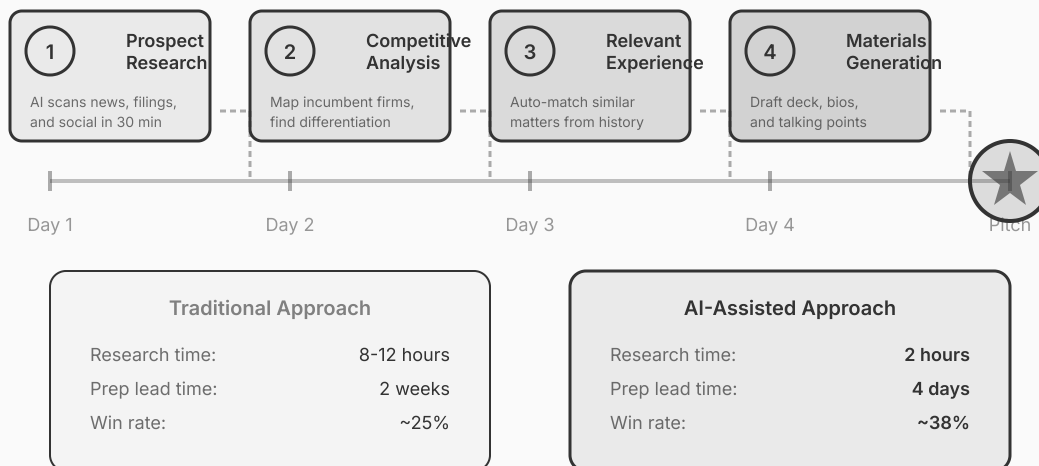 1
Prospect
Research
AI scans news, filings,
and social in 30 min
2
Competitive
Analysis
Map incumbent firms,
find differentiation
3
Relevant
Experience
Auto-match similar
matters from history
4
Materials
Generation
Draft deck, bios,
and talking points
Day 1
Day 2
Day 3
Day 4
Pitch
Traditional Approach
Research time: 8-12 hours
Prep lead time: 2 weeks
Win rate: ~25%
AI-Assisted Approach
Research time: 2 hours
Prep lead time: 4 days
Win rate: ~38%